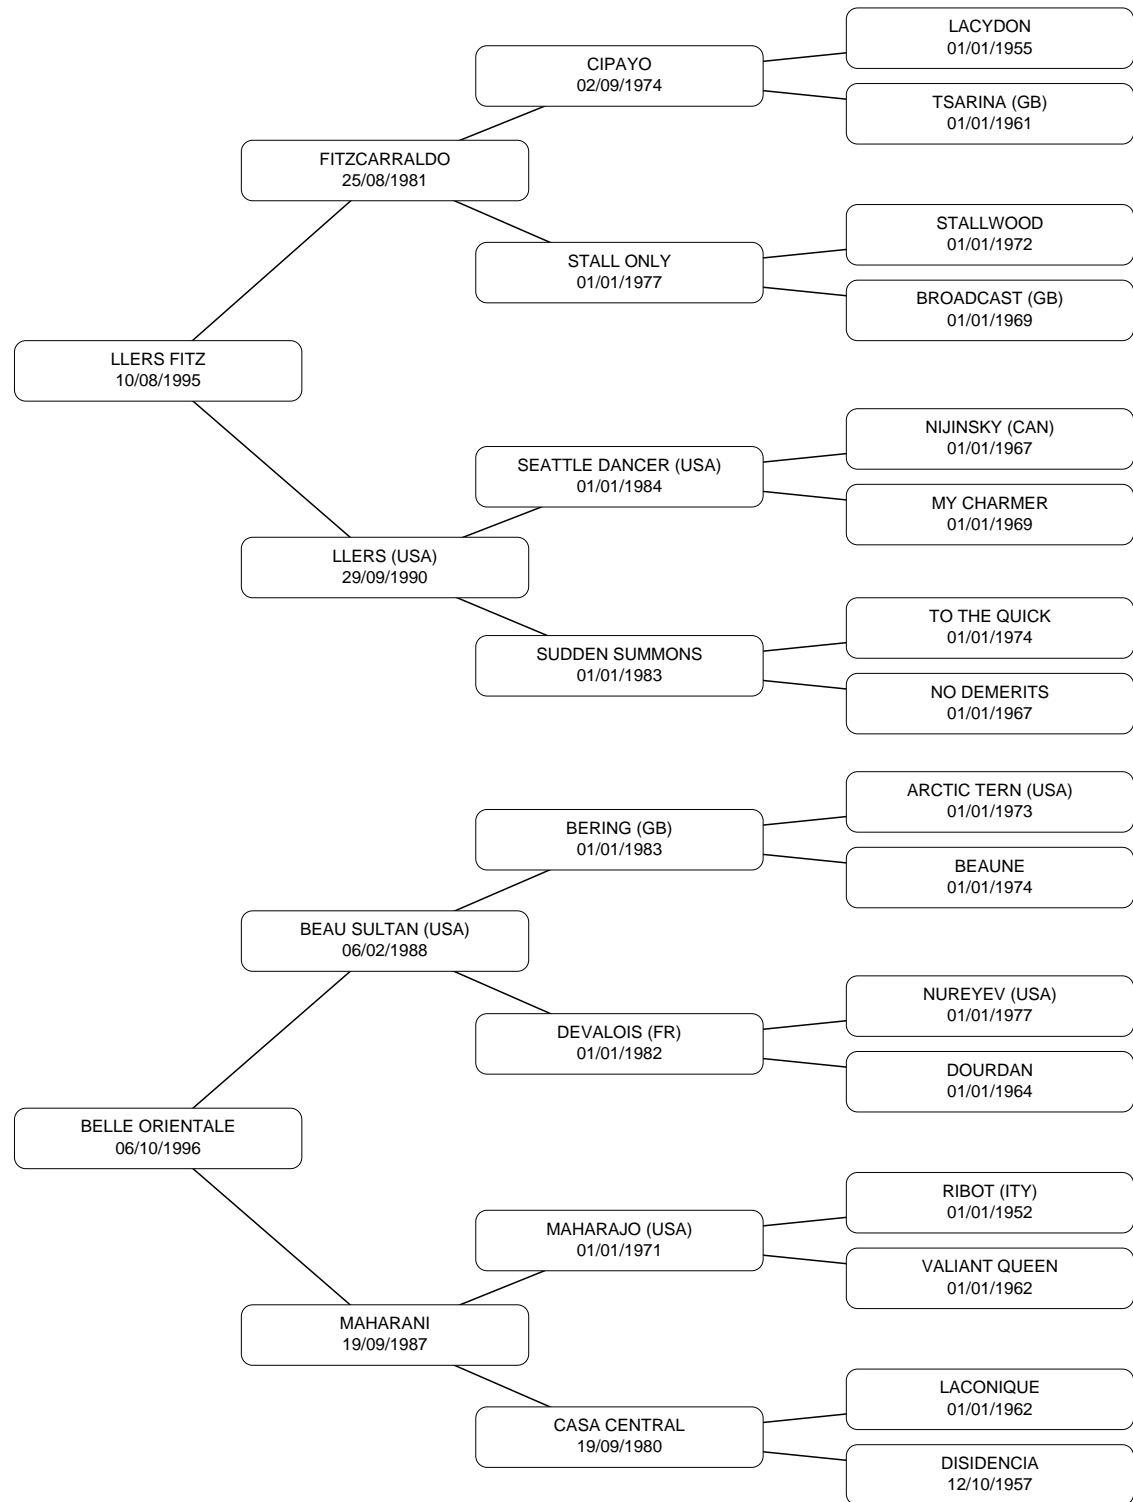 LACYDON
01/01/1955
CIPAYO
02/09/1974
TSARINA (GB)
01/01/1961
FITZCARRALDO
25/08/1981
STALLWOOD
01/01/1972
STALL ONLY
01/01/1977
BROADCAST (GB)
01/01/1969
LLERS FITZ
10/08/1995
NIJINSKY (CAN)
01/01/1967
SEATTLE DANCER (USA)
01/01/1984
MY CHARMER
01/01/1969
LLERS (USA)
29/09/1990
TO THE QUICK
01/01/1974
SUDDEN SUMMONS
01/01/1983
NO DEMERITS
01/01/1967
ARCTIC TERN (USA)
01/01/1973
BERING (GB)
01/01/1983
BEAUNE
01/01/1974
BEAU SULTAN (USA)
06/02/1988
NUREYEV (USA)
01/01/1977
DEVALOIS (FR)
01/01/1982
DOURDAN
01/01/1964
BELLE ORIENTALE
06/10/1996
RIBOT (ITY)
01/01/1952
MAHARAJO (USA)
01/01/1971
VALIANT QUEEN
01/01/1962
MAHARANI
19/09/1987
LACONIQUE
01/01/1962
CASA CENTRAL
19/09/1980
DISIDENCIA
12/10/1957